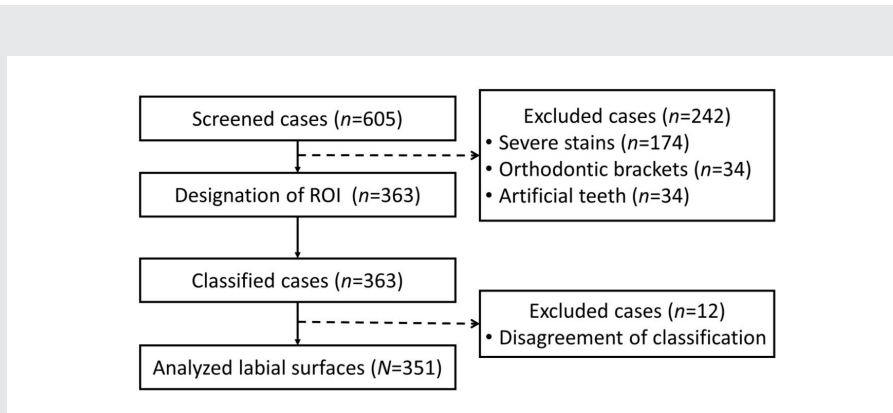 Screened cases (n=605)
Excluded cases (n=242)
• Severe stains (n=174)
• Orthodontic brackets (n=34)
• Artificial teeth (n=34)
Designation of ROI (n=363)
Classified cases (n=363)
Excluded cases (n=12)
• Disagreement of classification
Analyzed labial surfaces (N=351)